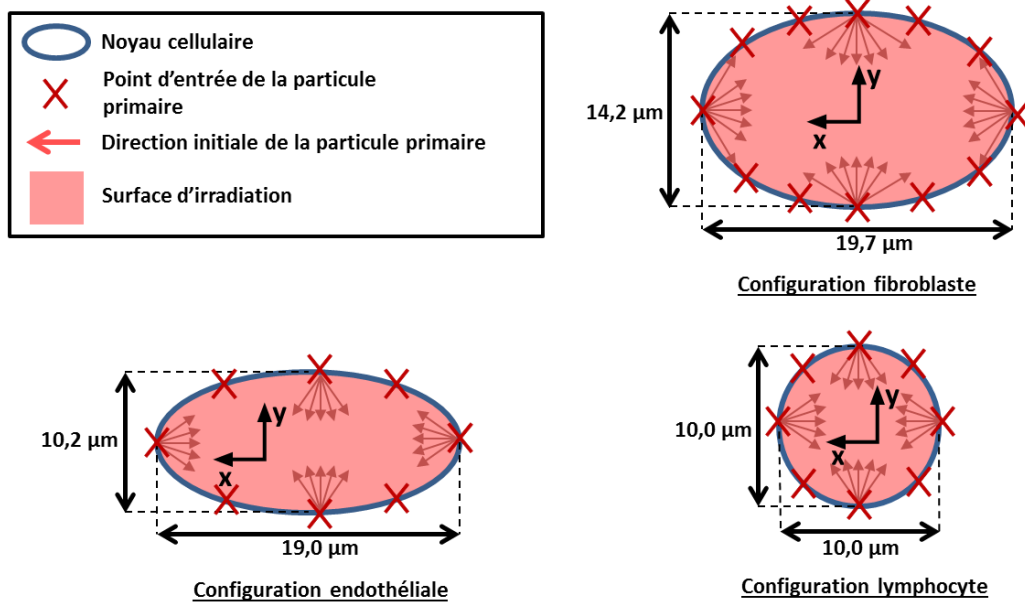 Noyau cellulaire
Point d'entrée de la particule
primaire
Direction initiale de la particule primaire
Surface d'irradiation
14,2 µm
y
x
19,7 µm
Configuration fibroblaste
10,2 µm
y
x
19,0 µm
Configuration endothéliale
10,0 µm
y
x
10,0 µm
Configuration lymphocyte